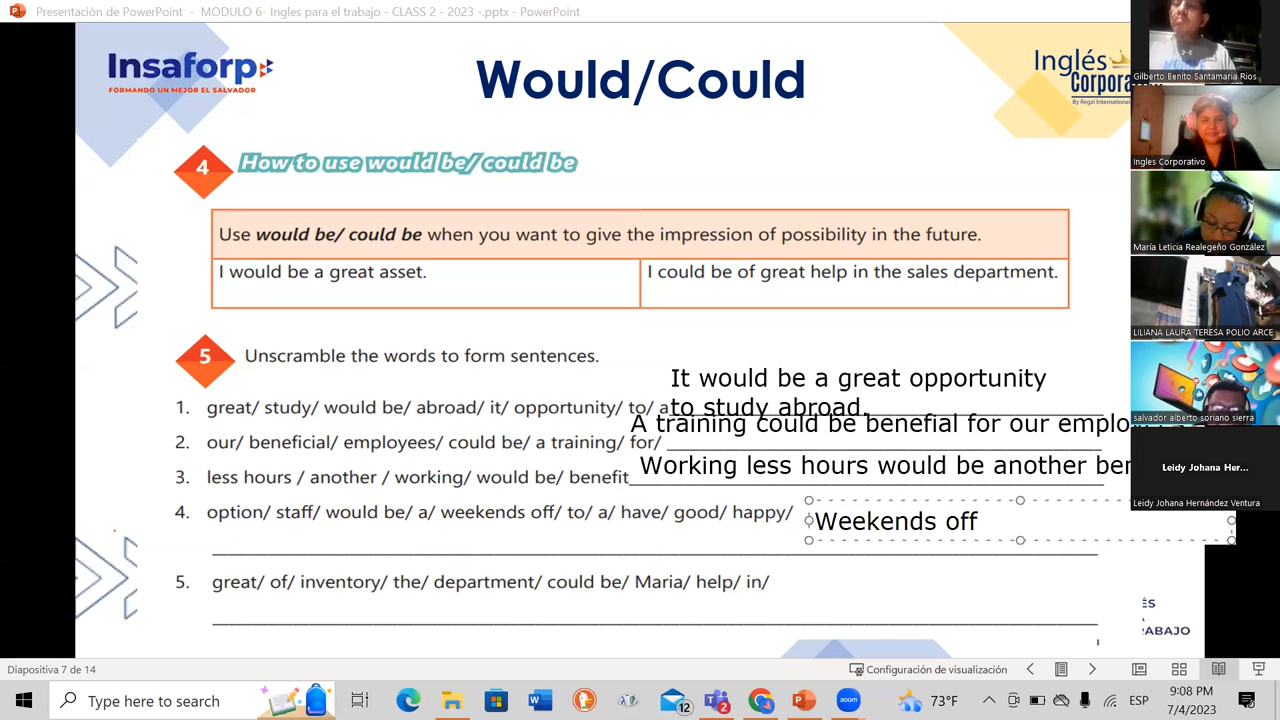 Presentación de PowerPoint - MODULO 6- Ingles para el trabajo - CLASS 2 - 2023 -.pptx - PowerPoint
Insaforp
FORMANDO UN MEJOR EL SALVADOR
Would/Could
Inglés
Corporativo
By Regal International
Gilberto Benito Santamaria Rios
Ingles Corporativo
María Leticia Realegeño González
LILIANA LAURA TERESA POLIO ARCE
salvador alberto soriano sierra
Leidy Johana Her...
Leidy Johana Hernández Ventura
4
How to use would be/ could be
Use would be/ could be when you want to give the impression of possibility in the future.
I would be a great asset.
I could be of great help in the sales department.
5
Unscramble the words to form sentences.
It would be a great opportunity
to study abroad.
1. great/ study/ would be/ abroad/ it/ opportunity/ to/ a
A training could be benefial for our emplo
2. our/ beneficial/ employees/ could be/ a training/ for/
Working less hours would be another ben
3. less hours / another / working/ would be/ benefit
4. option/ staff/ would be/ a/ weekends off/ to/ a/ have/ good/ happy/
Weekends off
5. great/ of/ inventory/ the/ department/ could be/ Maria/ help/ in/
ÉS
RABAJO
Diapositiva 7 de 14
Configuración de visualización
Type here to search
12
2
zoom
73°F
ESP
9:08 PM
7/4/2023